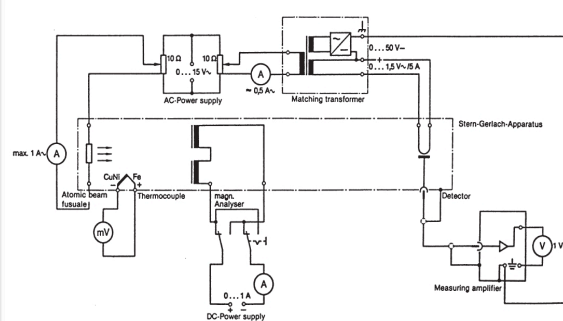 10 Ω
10 Ω
0...15 V∿
AC-Power supply
A
≈ 0,5 A∿
~
–
Matching transformer
0...50 V–
+
0...1,5 V∿/5 A
Stern-Gerlach-Apparatus
max. 1 A∿
A
CuNi
Fe
–
+
Atomic beam
fusuale
Thermocouple
magn.
Analyser
Detector
mV
A
0...1 A
+ –
DC-Power supply
V
1 V
Measuring amplifier